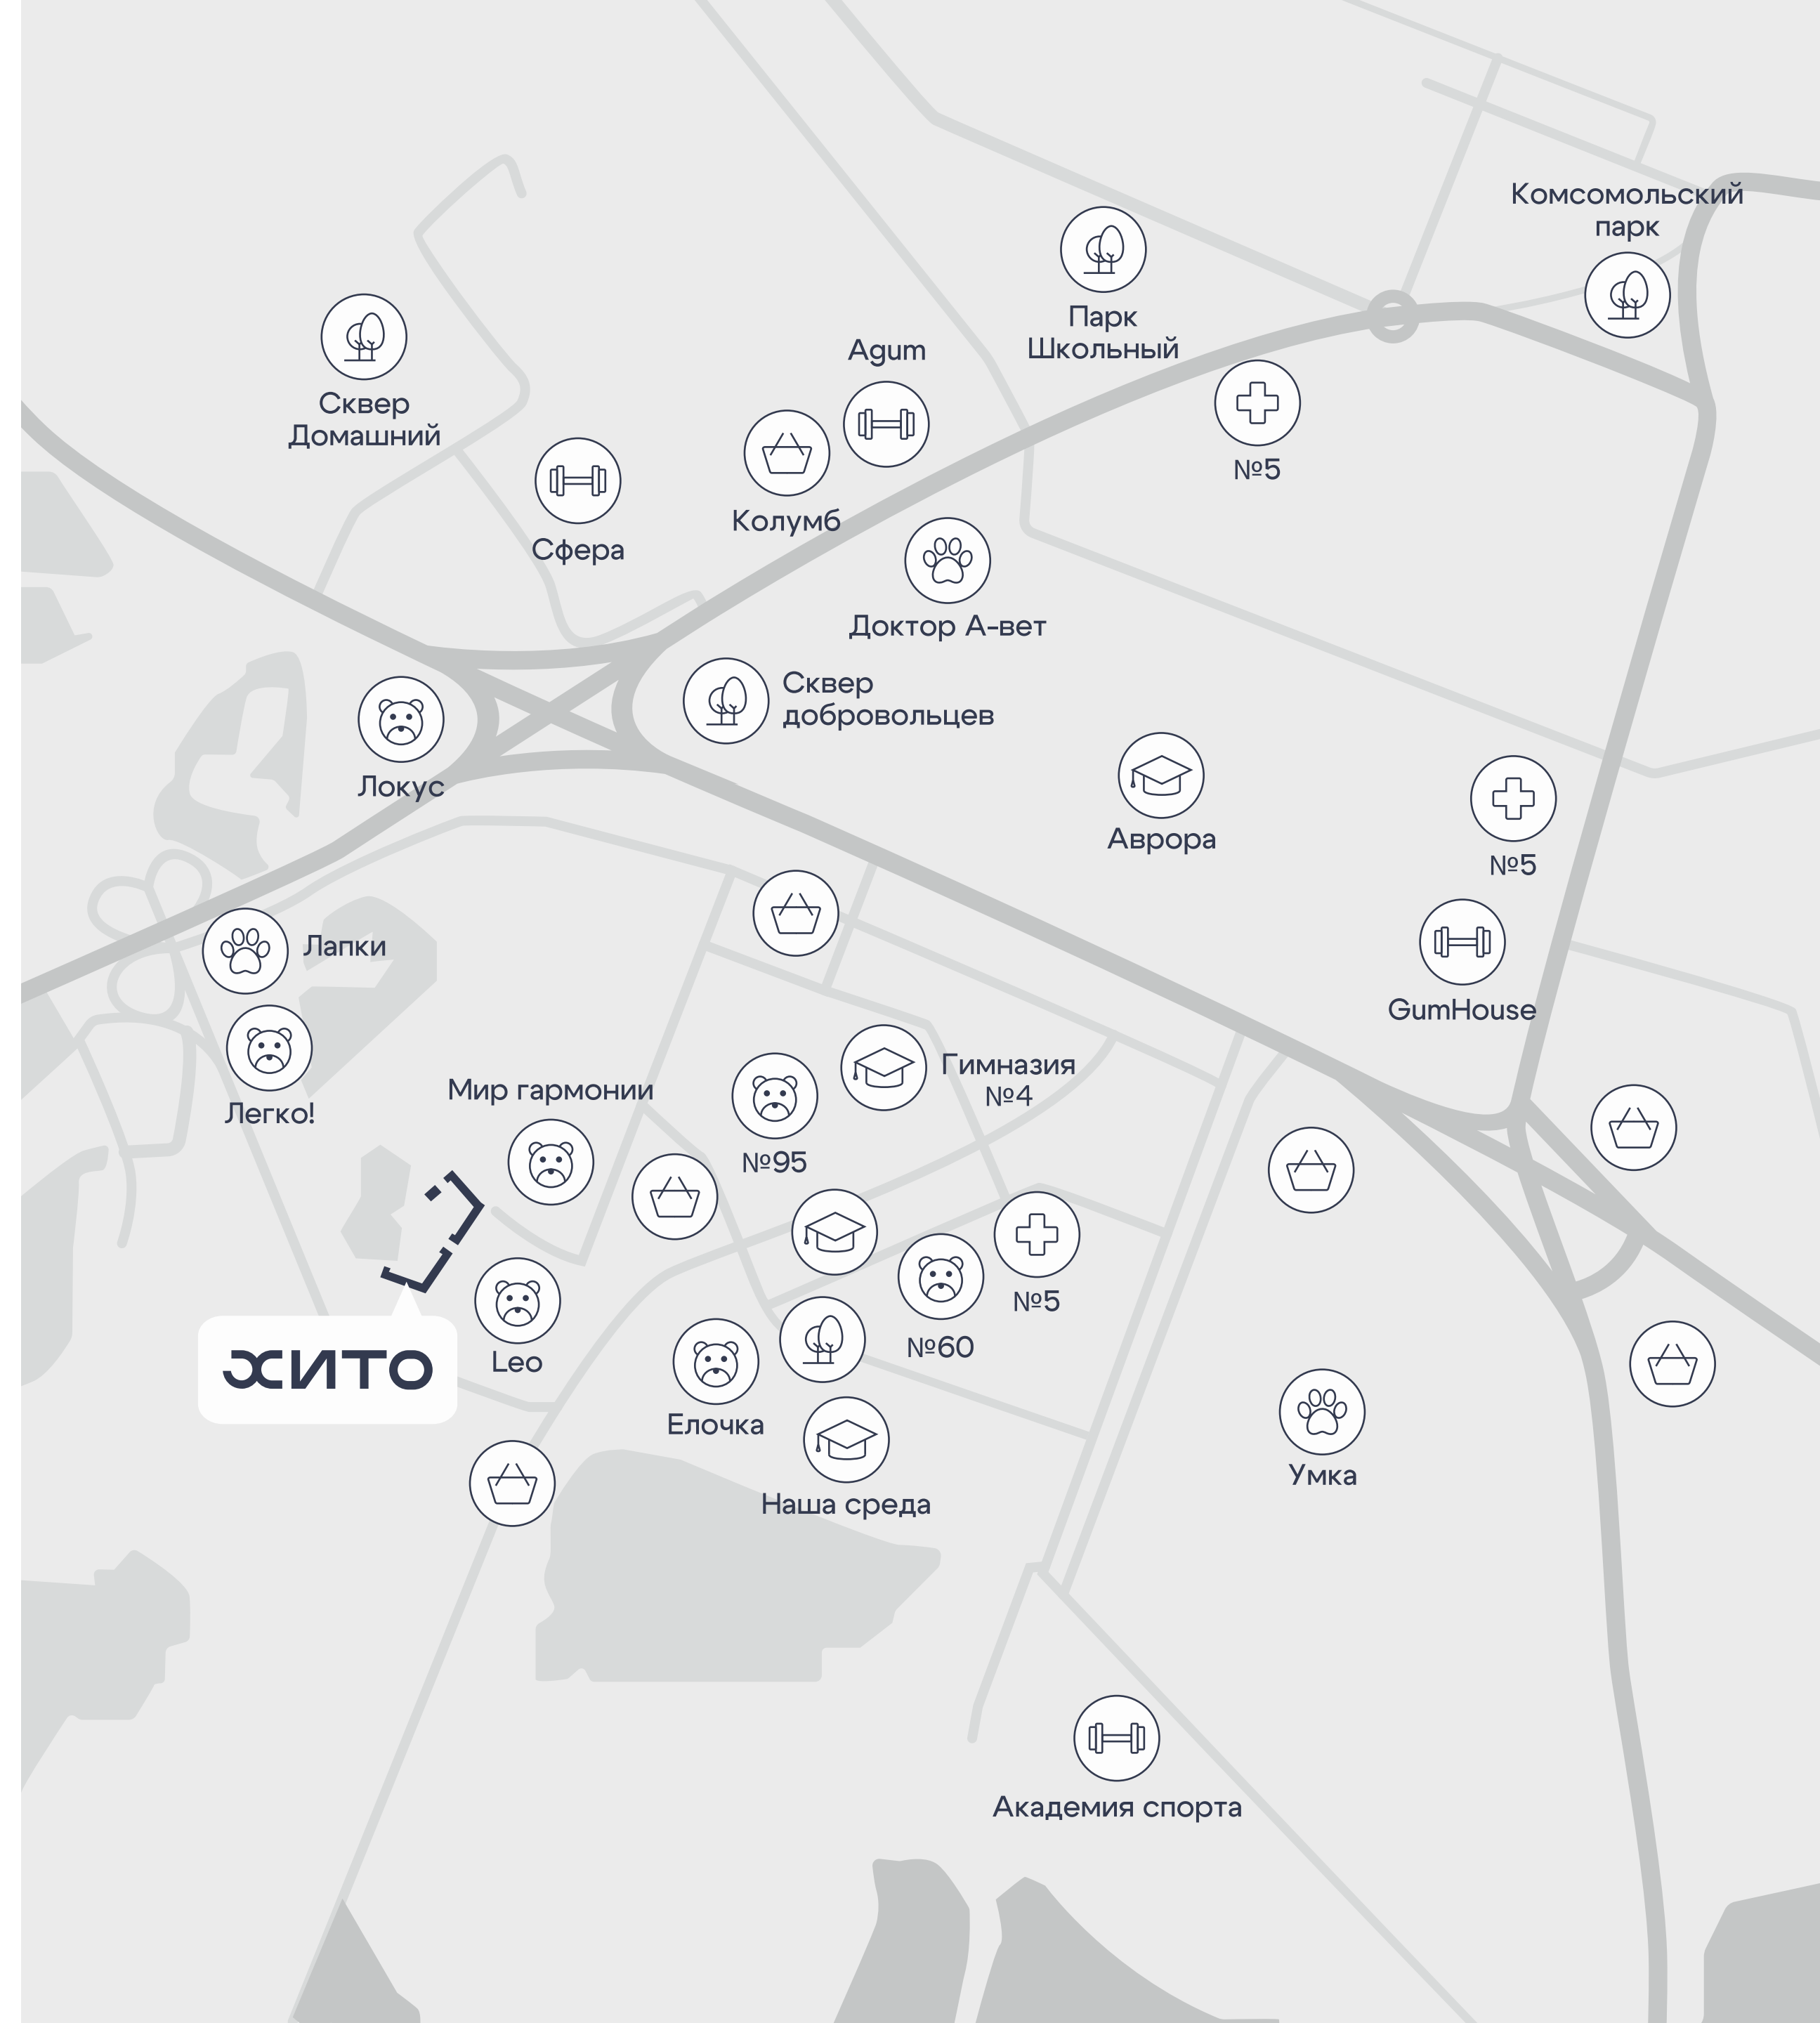 Комсомольский
парк
Парк
Школьный
Agum
Сквер
Домашний
№5
Колумб
Сфера
Доктор А-вет
Сквер
добровольцев
Локус
Аврора
№5
Лапки
GumHouse
Гимназия
№4
Мир гармонии
Легко!
№95
№5
№60
Leo
ХИТО
Елочка
Умка
Наша среда
Академия спорта